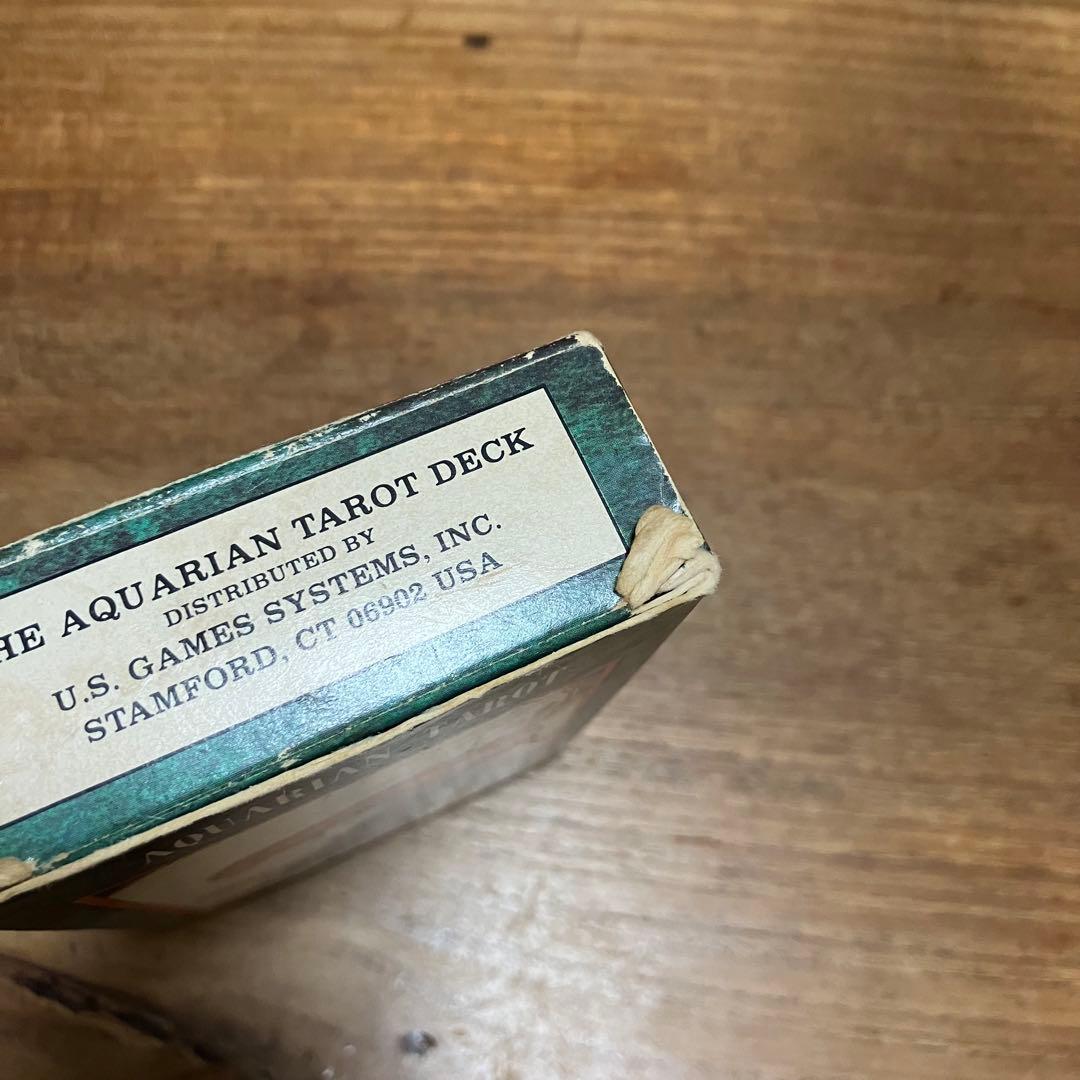 HE AQUARIAN TAROT DECK
DISTRIBUTED BY
U.S. GAMES SYSTEMS, INC.
STAMFORD, CT 06902 USA
AQUARIAN TAROT